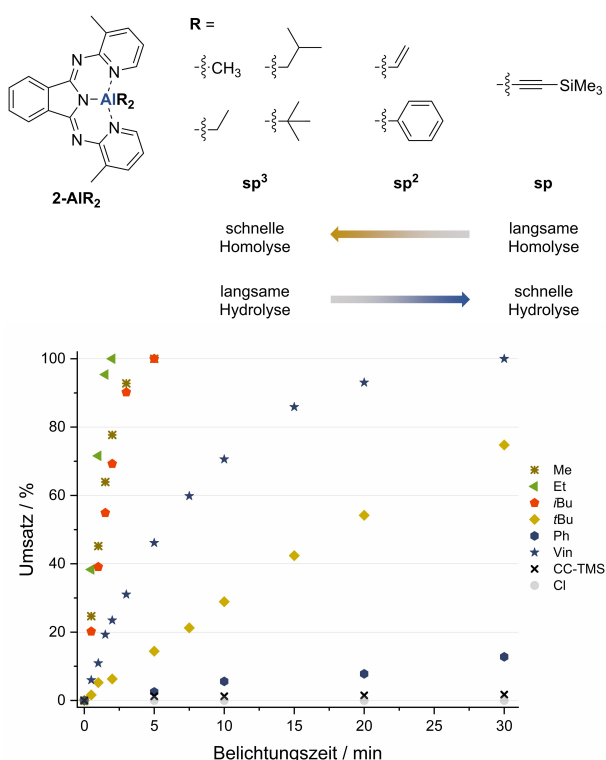 R =
N
N
N
AlR2
N
N
2-AlR2
CH3
SiMe3
sp3
sp2
sp
schnelle
Homolyse
langsame
Homolyse
langsame
Hydrolyse
schnelle
Hydrolyse
100
80
60
40
20
0
Umsatz / %
0
5
10
15
20
25
30
Belichtungszeit / min
Me
Et
iBu
tBu
Ph
Vin
CC-TMS
Cl